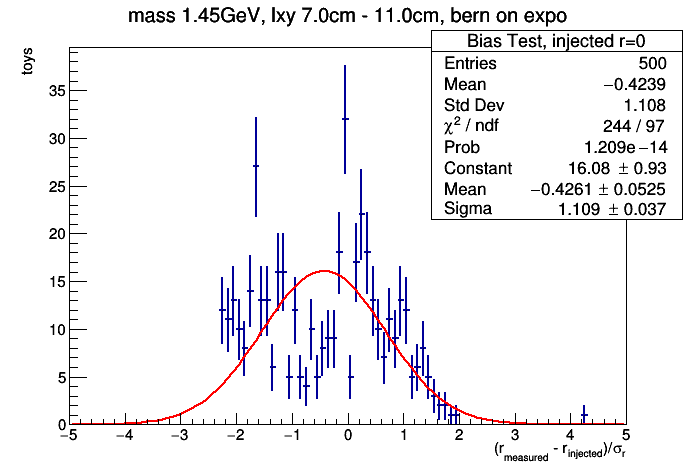 mass 1.45GeV, lxy 7.0cm - 11.0cm, bern on expo
Bias Test, injected r=0
Entries 500
Mean −0.4239
Std Dev 1.108
χ² / ndf 244 / 97
Prob 1.209e−14
Constant 16.08 ± 0.93
Mean −0.4261 ± 0.0525
Sigma 1.109 ± 0.037
toys
35
30
25
20
15
10
5
0
−5 −4 −3 −2 −1 0 1 2 3 4 5
(r_measured - r_injected)/σ_r